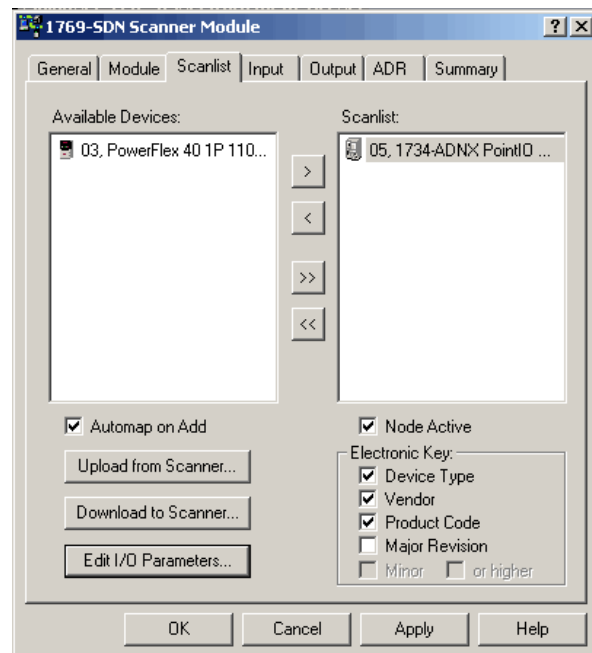 1769-SDN Scanner Module
General Module Scanlist Input Output ADR Summary
Available Devices:
03, PowerFlex 40 1P 110...
Scanlist:
05, 1734-ADNX PointIO ...
>
<
>>
<<
Automap on Add
Upload from Scanner...
Download to Scanner...
Edit I/O Parameters...
Node Active
Electronic Key:
Device Type
Vendor
Product Code
Major Revision
Minor or higher
OK Cancel Apply Help